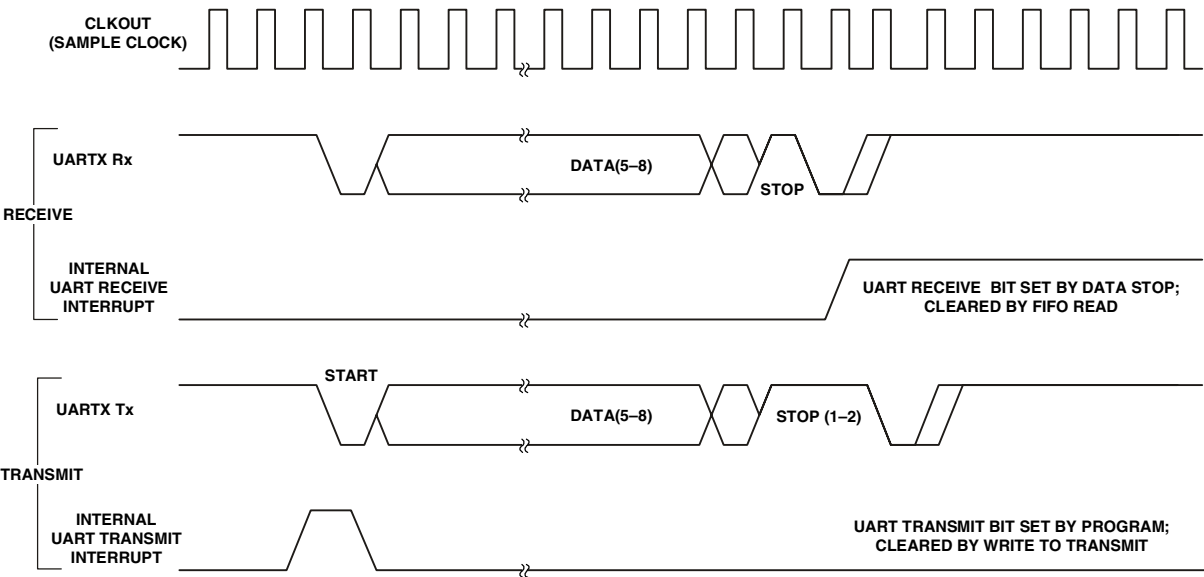 CLKOUT
(SAMPLE CLOCK)
UARTX Rx
DATA(5–8)
STOP
RECEIVE
INTERNAL
UART RECEIVE
INTERRUPT
UART RECEIVE BIT SET BY DATA STOP;
CLEARED BY FIFO READ
START
UARTX Tx
DATA(5–8)
STOP (1–2)
TRANSMIT
INTERNAL
UART TRANSMIT
INTERRUPT
UART TRANSMIT BIT SET BY PROGRAM;
CLEARED BY WRITE TO TRANSMIT